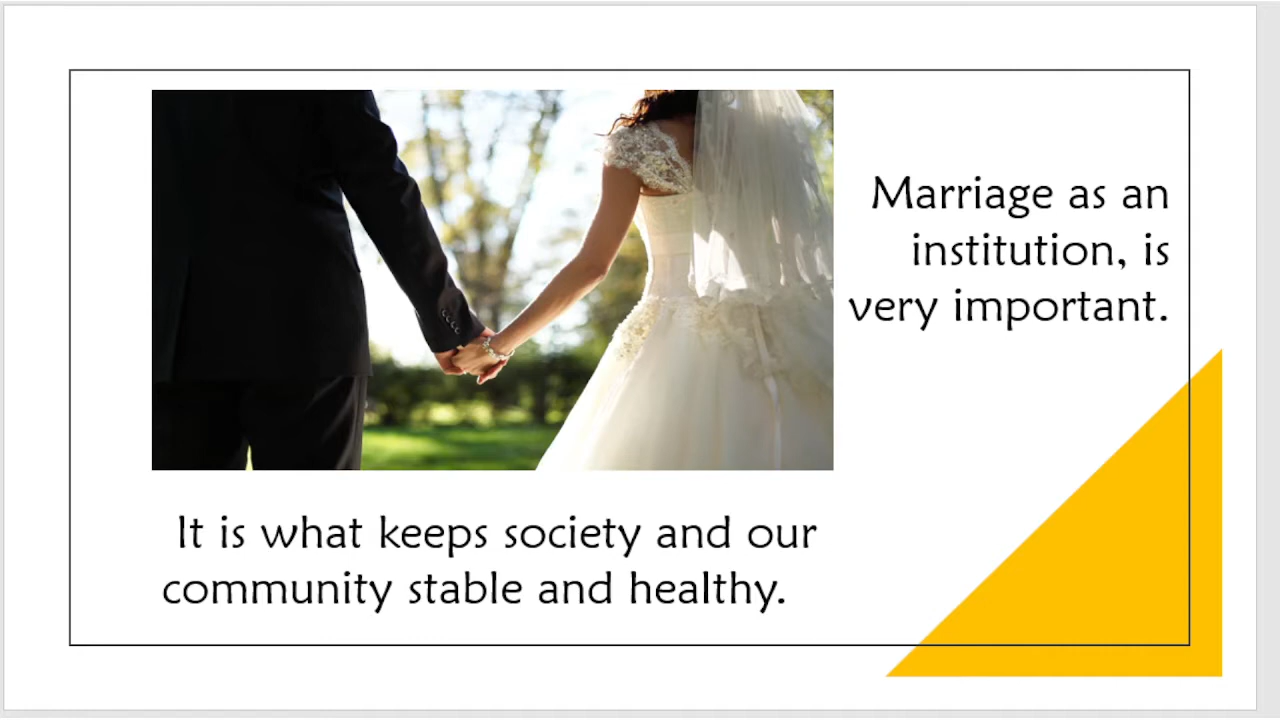 Marriage as an
institution, is
very important.
It is what keeps society and our
community stable and healthy.